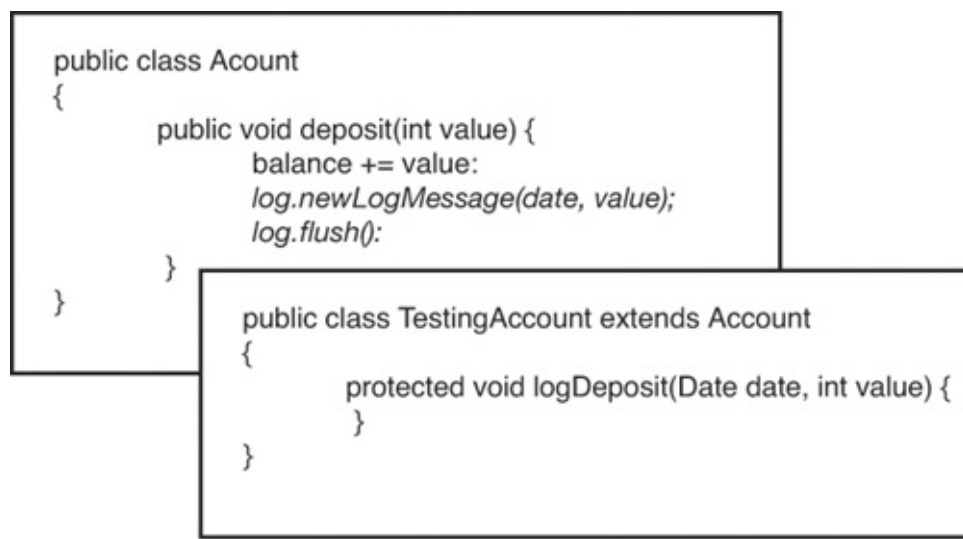 public class Acount
{
public void deposit(int value) {
balance += value:
log.newLogMessage(date, value);
log.flush():
}
}
public class TestingAccount extends Account
{
protected void logDeposit(Date date, int value) {
}
}